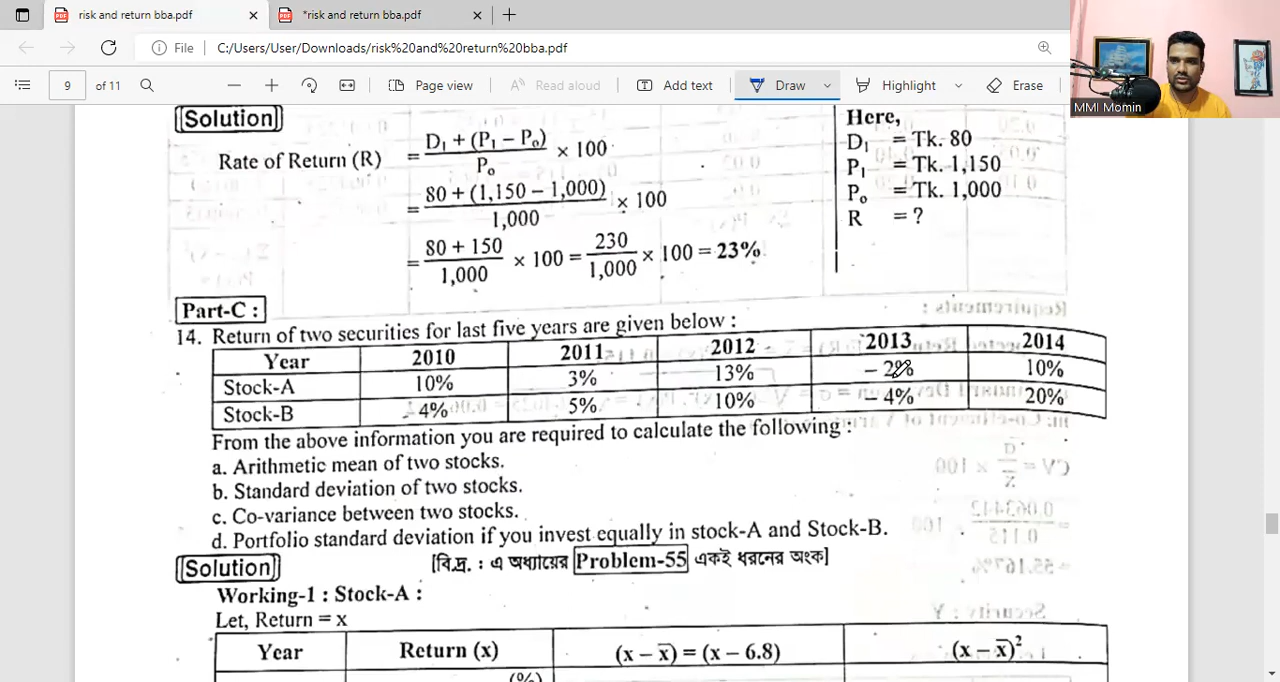 risk and return bba.pdf
*risk and return bba.pdf
File C:/Users/User/Downloads/risk%20and%20return%20bba.pdf
9 of 11 Page view Read aloud Add text Draw Highlight Erase
MMI Momin
Solution
Rate of Return (R) = D₁ + (P₁ − P₀) / P₀ × 100
= 80 + (1,150 − 1,000) / 1,000 × 100
= 80 + 150 / 1,000 × 100 = 230 / 1,000 × 100 = 23%
Here,
D₁ = Tk. 80
P₁ = Tk. 1,150
P₀ = Tk. 1,000
R = ?
Part-C :
14. Return of two securities for last five years are given below :
Year 2010 2011 2012 2013 2014
Stock-A 10% 3% 13% 10%
Stock-B 4% 5% 10% − 4% 20%
From the above information you are required to calculate the following :
a. Arithmetic mean of two stocks.
b. Standard deviation of two stocks.
c. Co-variance between two stocks.
d. Portfolio standard deviation if you invest equally in stock-A and Stock-B.
Solution [বি.দ্র. : এ অধ্যায়ের Problem-55 একই ধরনের অংক]
Working-1 : Stock-A :
Let, Return = x
Year Return (x) (x − x̄) = (x − 6.8) (x − x̄)²
(%)